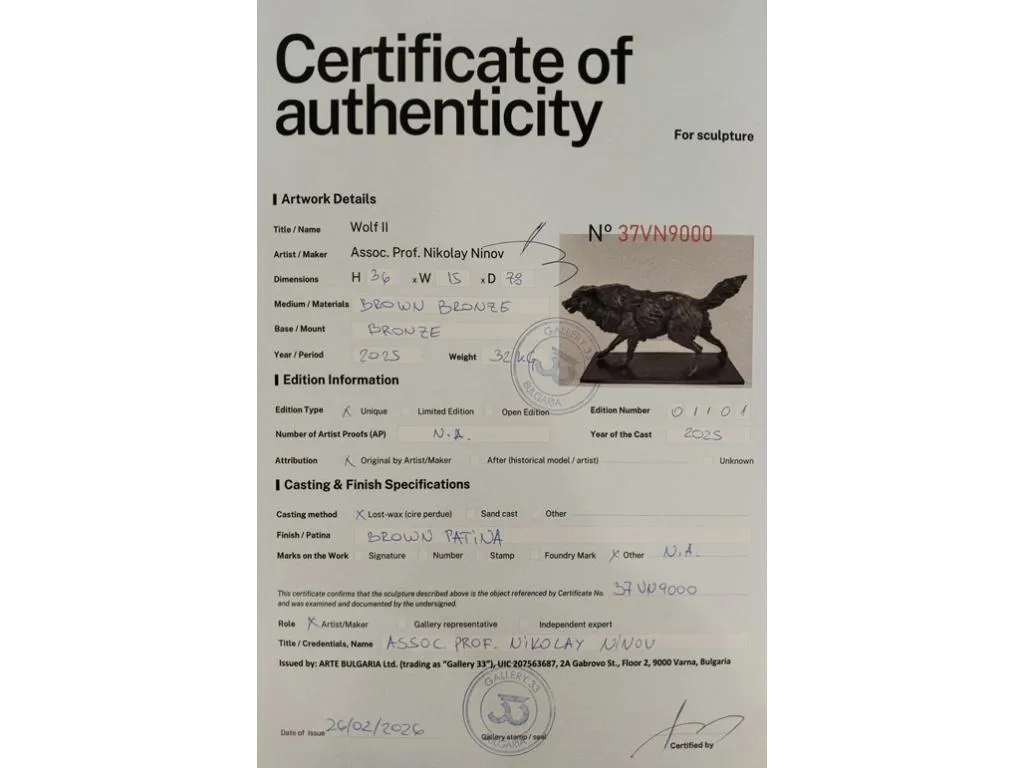 Certificate of
authenticity
For sculpture
Artwork Details
Title / Name Wolf II
Nº 37VN9000
Artist / Maker Assoc. Prof. Nikolay Ninov
Dimensions H 36 x W 15 x D 78
Medium / Materials BROWN BRONZE
Base / Mount BRONZE
Year / Period 2025 Weight 32 kG
GALLERY 33
BULGARIA
Edition Information
Edition Type X Unique Limited Edition Open Edition Edition Number 01101
Number of Artist Proofs (AP) N.A. Year of the Cast 2025
Attribution X Original by Artist/Maker After (historical model / artist) Unknown
Casting & Finish Specifications
Casting method X Lost-wax (cire perdue) Sand cast Other
Finish / Patina BROWN PATINA
Marks on the Work Signature Number Stamp Foundry Mark X Other N.A.
This certificate confirms that the sculpture described above is the object referenced by Certificate No. 37VN9000
and was examined and documented by the undersigned.
Role X Artist/Maker Gallery representative Independent expert
Title / Credentials, Name ASSOC. PROF. NIKOLAY NINOV
Issued by: ARTE BULGARIA Ltd. (trading as "Gallery 33"), UIC 207563687, 2A Gabrovo St., Floor 2, 9000 Varna, Bulgaria
GALLERY 33
BULGARIA
Date of Issue 26/02/2026 Gallery stamp / seal Certified by